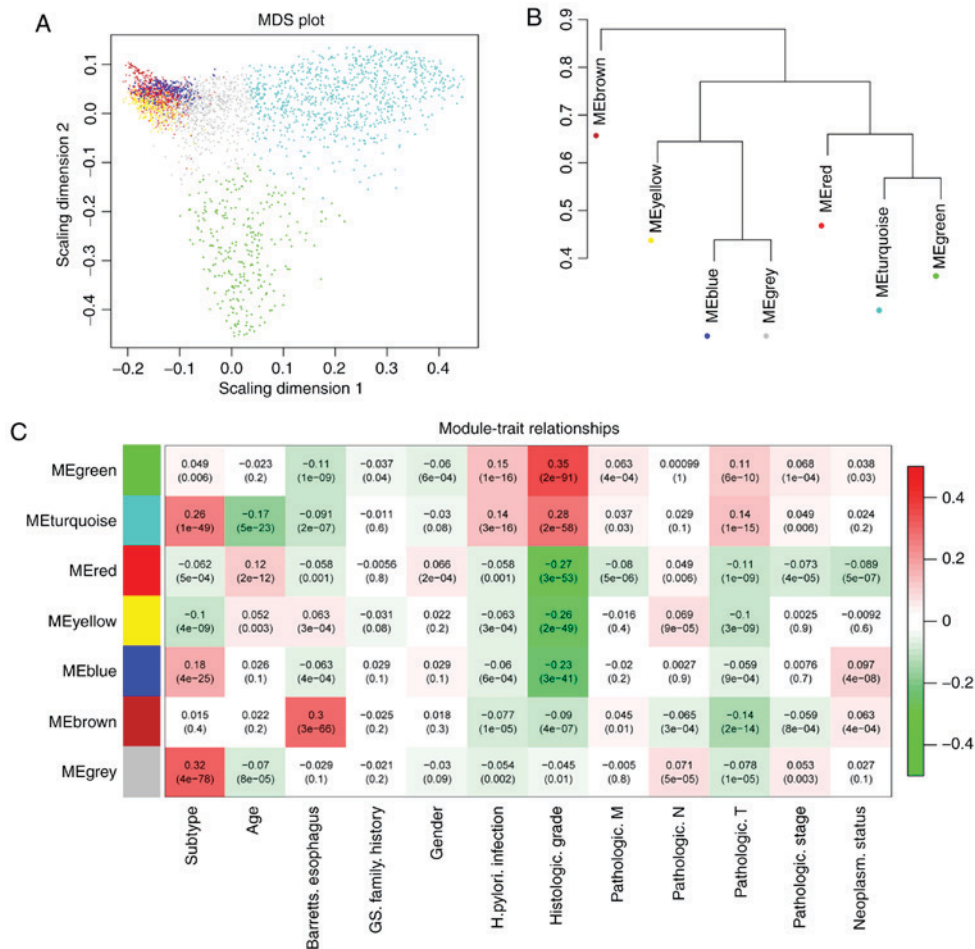 A
MDS plot
Scaling dimension 2
0.1
0.0
−0.1
−0.2
−0.3
−0.4
−0.2
−0.1
0.0
0.1
0.2
0.3
0.4
Scaling dimension 1
B
0.9
0.8
0.7
0.6
0.5
0.4
MEbrown
MEyellow
MEblue
MEgrey
MEred
MEturquoise
MEgreen
C
Module-trait relationships
MEgreen
0.049 −0.023 −0.11 −0.037 −0.06 0.15 0.35 0.063 0.00099 0.11 0.068 0.038
(0.006) (0.2) (1e−09) (0.04) (6e−04) (1e−16) (2e−91) (4e−04) (1) (6e−10) (1e−04) (0.03)
MEturquoise
0.26 −0.17 −0.091 −0.011 −0.03 0.14 0.28 0.037 0.029 0.14 0.049 0.024
(1e−49) (5e−23) (2e−07) (0.6) (0.08) (3e−16) (2e−58) (0.03) (0.1) (1e−15) (0.006) (0.2)
MEred
−0.062 0.12 −0.058 −0.0056 0.066 −0.058 −0.27 −0.08 0.049 −0.11 −0.073 −0.089
(5e−04) (2e−12) (0.001) (0.8) (2e−04) (0.001) (3e−53) (5e−06) (0.006) (1e−09) (4e−05) (5e−07)
MEyellow
−0.1 0.052 0.063 −0.031 0.022 −0.063 −0.26 −0.016 0.069 −0.1 0.0025 −0.0092
(4e−09) (0.003) (3e−04) (0.08) (0.2) (3e−04) (2e−49) (0.4) (9e−05) (3e−09) (0.9) (0.6)
MEblue
0.18 0.026 −0.063 0.029 0.029 −0.06 −0.23 −0.02 0.0027 −0.059 0.0076 0.097
(4e−25) (0.1) (4e−04) (0.1) (0.1) (6e−04) (3e−41) (0.2) (0.9) (9e−04) (0.7) (4e−08)
MEbrown
0.015 0.022 0.3 −0.025 0.018 −0.077 −0.09 0.045 −0.065 −0.14 −0.059 0.063
(0.4) (0.2) (3e−66) (0.2) (0.3) (1e−05) (4e−07) (0.01) (3e−04) (2e−14) (8e−04) (4e−04)
MEgrey
0.32 −0.07 −0.029 −0.021 −0.03 −0.054 −0.045 −0.005 0.071 −0.078 0.053 0.027
(4e−78) (8e−05) (0.1) (0.2) (0.09) (0.002) (0.01) (0.8) (5e−05) (1e−05) (0.003) (0.1)
Subtype
Age
Barretts. esophagus
GS. family. history
Gender
H.pylori. infection
Histologic. grade
Pathologic. M
Pathologic. N
Pathologic. T
Pathologic. stage
Neoplasm. status
0.4
0.2
0
−0.2
−0.4